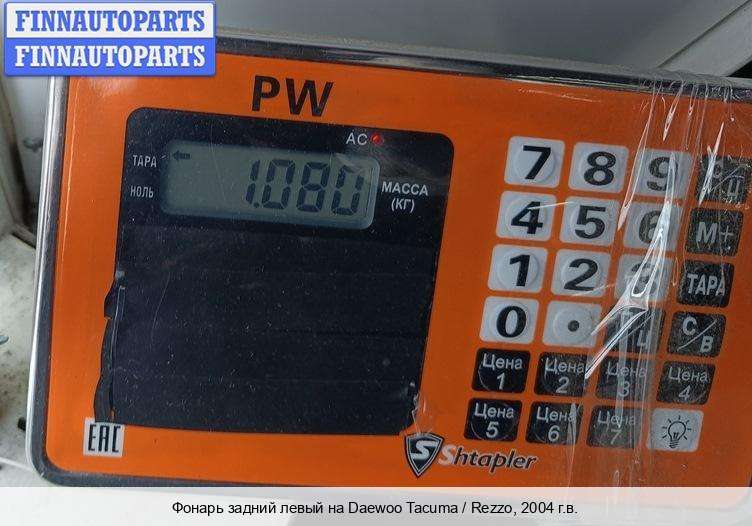 FINNAUTOPARTS
FINNAUTOPARTS
PW
AC
ТАРА
1.080
НОЛЬ
МАССА
(КГ)
7 8 9
4 5 6 M+
1 2 3 ТАРА
0 . С/В
Цена 1 Цена 2 Цена 3 Цена 4
Цена 5 Цена 6 Цена 7
EAC
S Shtapler
Фонарь задний левый на Daewoo Tacuma / Rezzo, 2004 г.в.